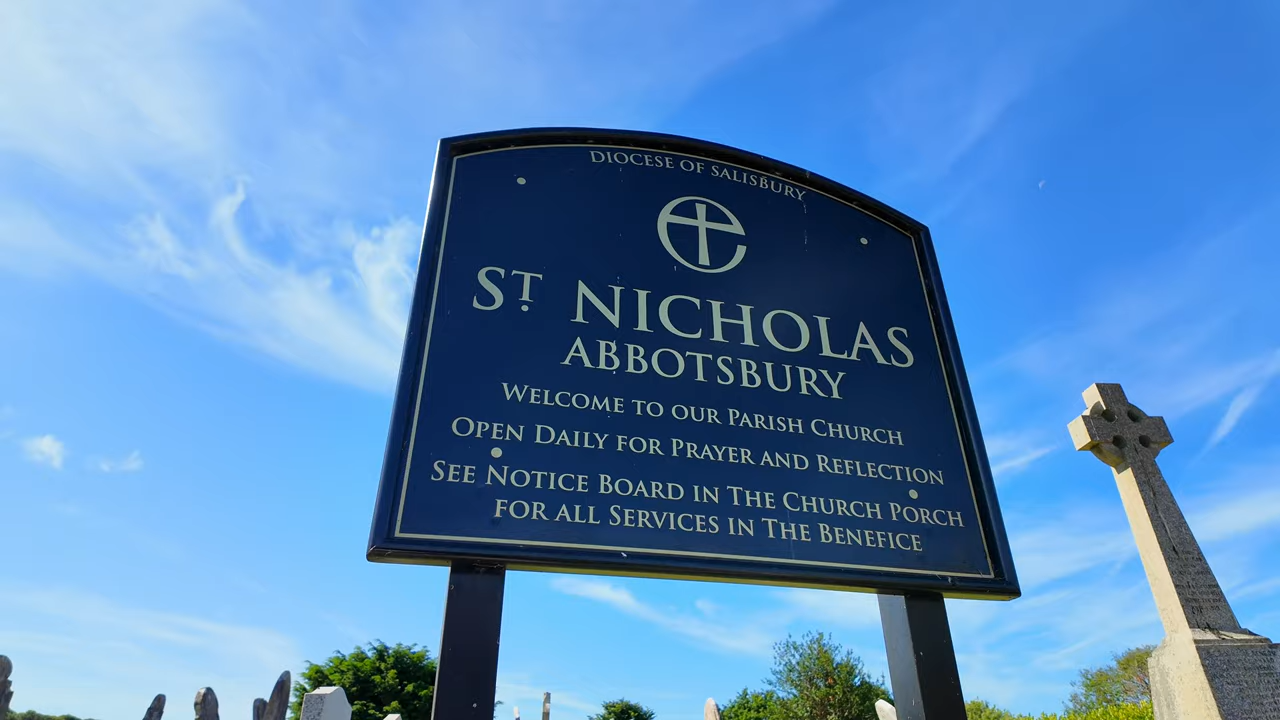 DIOCESE OF SALISBURY
ST. NICHOLAS
ABBOTSBURY
WELCOME TO OUR PARISH CHURCH
OPEN DAILY FOR PRAYER AND REFLECTION
SEE NOTICE BOARD IN THE CHURCH PORCH
FOR ALL SERVICES IN THE BENEFICE